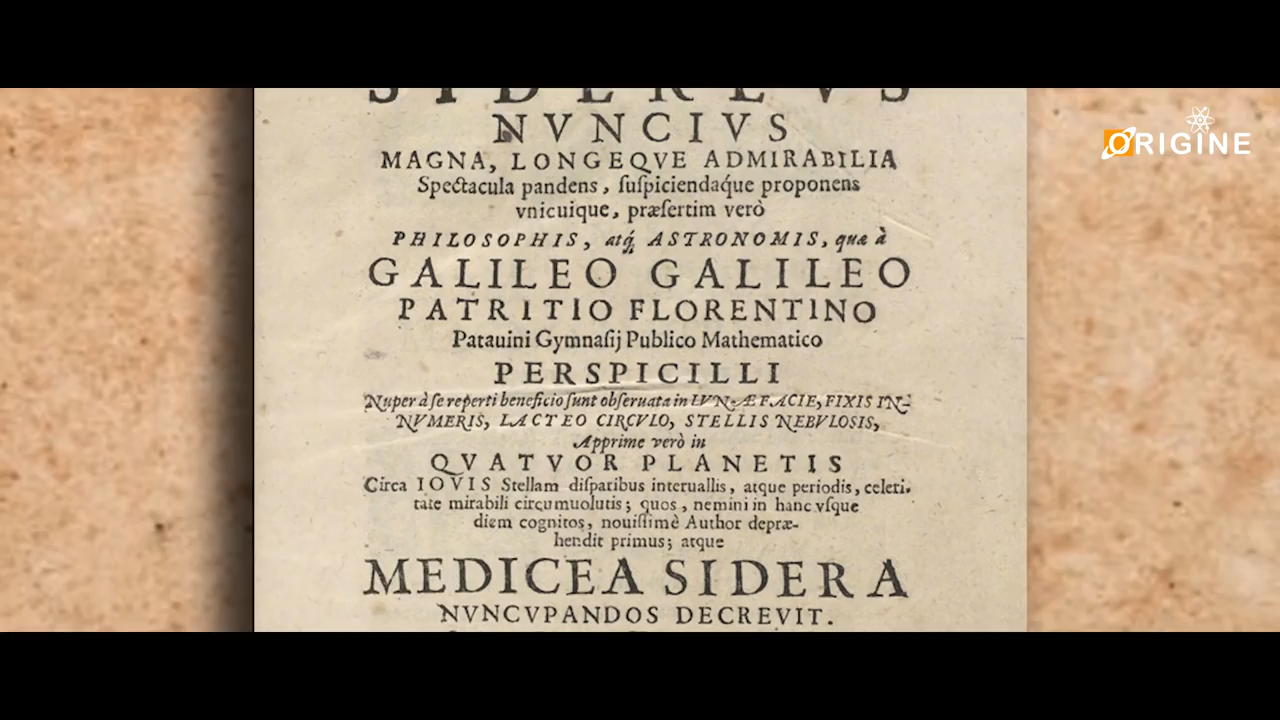 SIDEREVS
NVNCIVS
MAGNA, LONGEQVE ADMIRABILIA
Spectacula pandens, ſuſpiciendaq́ue proponens
vnicuique, præſertim verò
PHILOSOPHIS, atq́; ASTRONOMIS, quæ à
GALILEO GALILEO
PATRITIO FLORENTINO
Patauini Gymnaſij Publico Mathematico
PERSPICILLI
Nuper à ſe reperti beneficio ſunt obſeruata in LVNÆ FACIE, FIXIS IN-
NVMERIS, LACTEO CIRCVLO, STELLIS NEBVLOSIS,
Apprime verò in
QVATVOR PLANETIS
Circa IOVIS Stellam diſparibus interuallis, atque periodis, celeri-
tate mirabili circumuolutis; quos, nemini in hanc vſque
diem cognitos, nouiſſimè Author depræ-
hendit primus; atque
MEDICEA SIDERA
NVNCVPANDOS DECREVIT.
ORIGINE